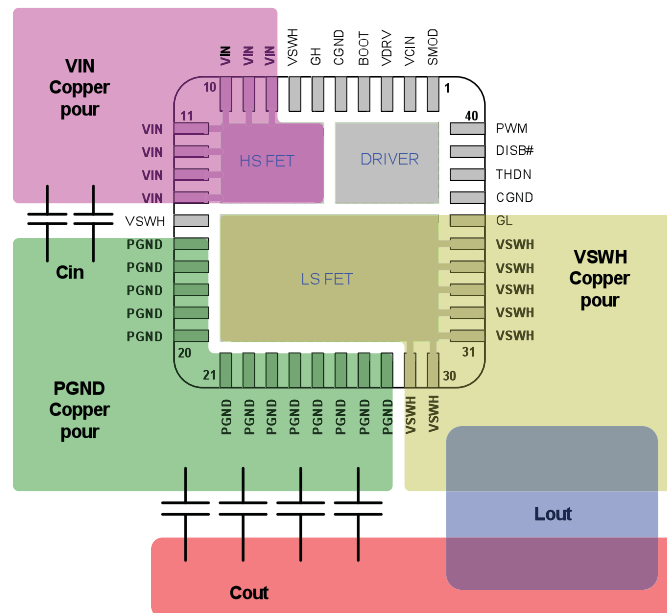 VIN
Copper
pour
VIN
VIN
VIN
VSWH
GH
CGND
BOOT
VDRV
VCIN
SMOD
10
1
11
40
VIN
VIN
VIN
VIN
VSWH
PGND
PGND
PGND
PGND
PGND
HS FET
DRIVER
LS FET
PWM
DISB#
THDN
CGND
GL
VSWH
VSWH
VSWH
VSWH
VSWH
VSWH
Copper
pour
Cin
20
31
21
30
PGND
PGND
PGND
PGND
PGND
PGND
PGND
PGND
VSWH
VSWH
PGND
Copper
pour
Lout
Cout